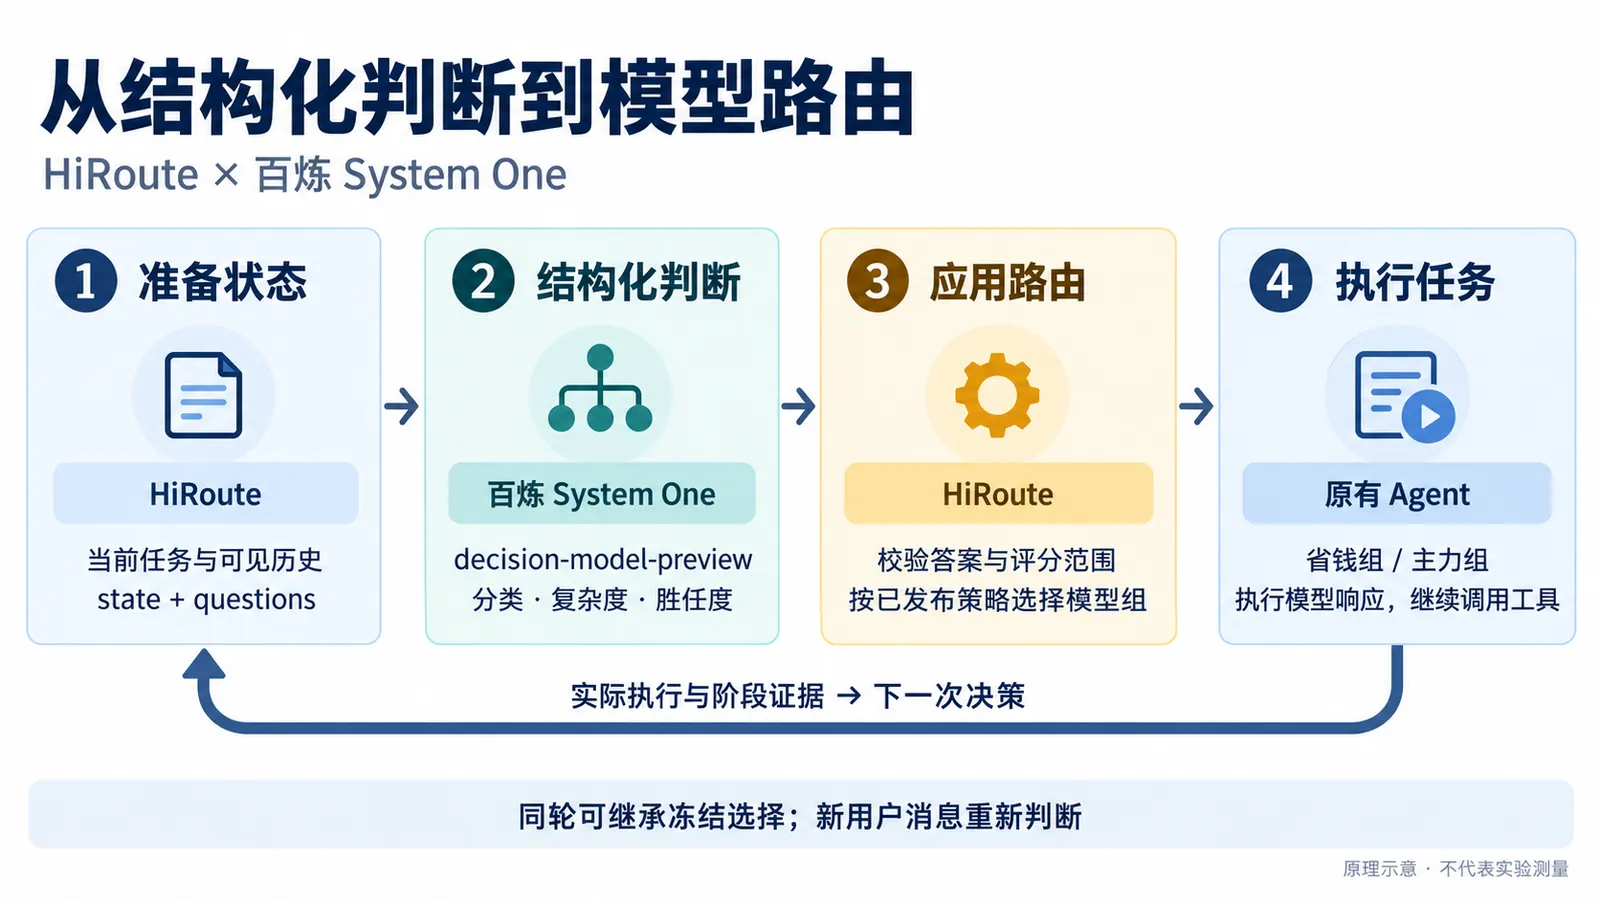 从结构化判断到模型路由
HiRoute × 百炼 System One
1 准备状态
HiRoute
当前任务与可见历史
state + questions
2 结构化判断
百炼 System One
decision-model-preview
分类 · 复杂度 · 胜任度
3 应用路由
HiRoute
校验答案与评分范围
按已发布策略选择模型组
4 执行任务
原有 Agent
省钱组 / 主力组
执行模型响应，继续调用工具
实际执行与阶段证据 → 下一次决策
同轮可继承冻结选择；新用户消息重新判断
原理示意 · 不代表实验测量